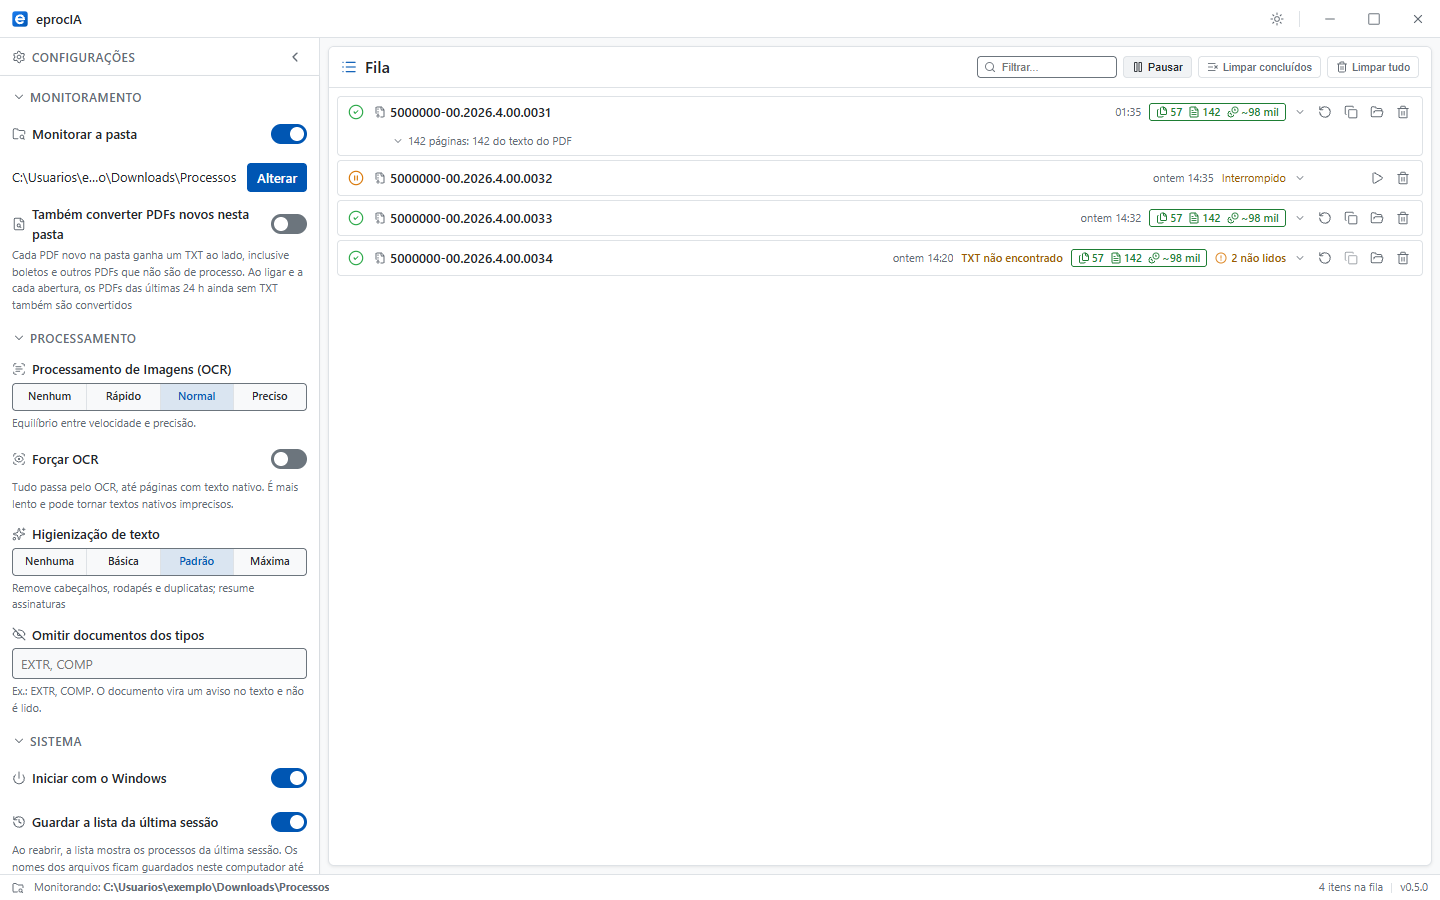 eprocIA
CONFIGURAÇÕES
MONITORAMENTO
Monitorar a pasta
C:\Usuarios\e...o\Downloads\Processos
Alterar
Também converter PDFs novos nesta
pasta
Cada PDF novo na pasta ganha um TXT ao lado, inclusive
boletos e outros PDFs que não são de processo. Ao ligar e a
cada abertura, os PDFs das últimas 24 h ainda sem TXT
também são convertidos
PROCESSAMENTO
Processamento de Imagens (OCR)
Nenhum Rápido Normal Preciso
Equilíbrio entre velocidade e precisão.
Forçar OCR
Tudo passa pelo OCR, até páginas com texto nativo. É mais
lento e pode tornar textos nativos imprecisos.
Higienização de texto
Nenhuma Básica Padrão Máxima
Remove cabeçalhos, rodapés e duplicatas; resume
assinaturas
Omitir documentos dos tipos
EXTR, COMP
Ex.: EXTR, COMP. O documento vira um aviso no texto e não
é lido.
SISTEMA
Iniciar com o Windows
Guardar a lista da última sessão
Ao reabrir, a lista mostra os processos da última sessão. Os
nomes dos arquivos ficam guardados neste computador até
Fila
Filtrar...
Pausar
Limpar concluídos
Limpar tudo
5000000-00.2026.4.00.0031 01:35 57 142 ~98 mil
142 páginas: 142 do texto do PDF
5000000-00.2026.4.00.0032 ontem 14:35 Interrompido
5000000-00.2026.4.00.0033 ontem 14:32 57 142 ~98 mil
5000000-00.2026.4.00.0034 ontem 14:20 TXT não encontrado 57 142 ~98 mil 2 não lidos
Monitorando: C:\Usuarios\exemplo\Downloads\Processos
4 itens na fila
v0.5.0